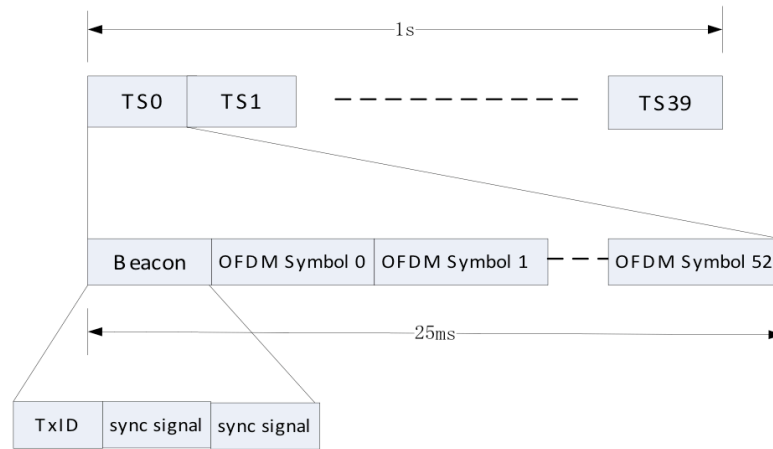 1s
TS0
TS1
TS39
Beacon
OFDM Symbol 0
OFDM Symbol 1
OFDM Symbol 52
25ms
TxID
sync signal
sync signal